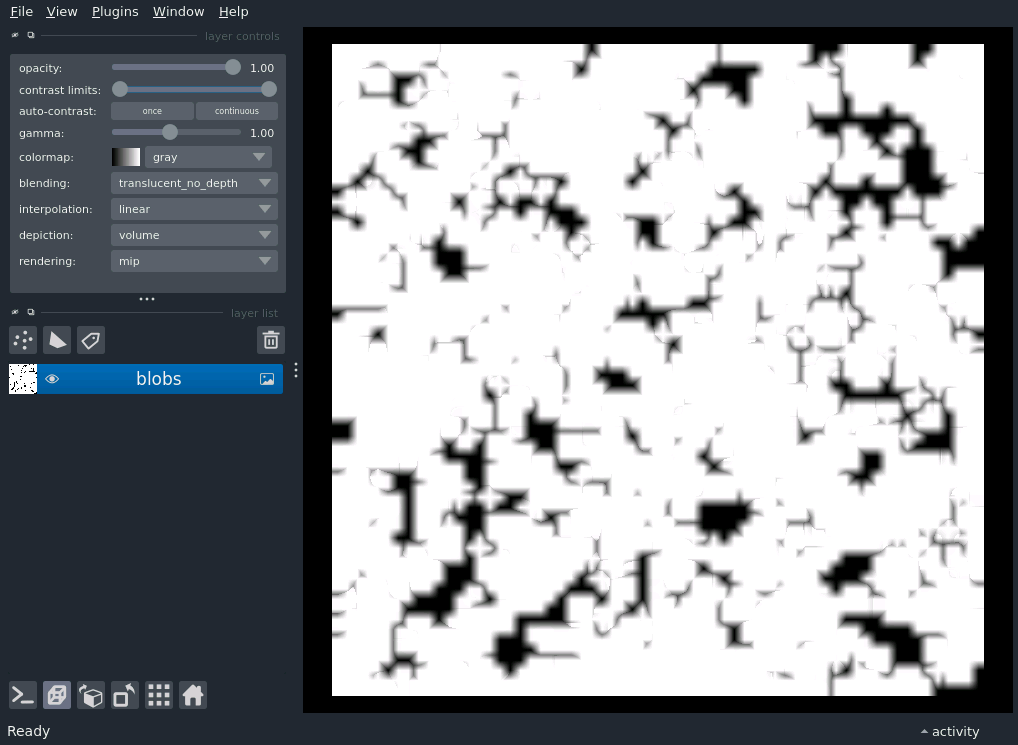 File View Plugins Window Help
layer controls
opacity: 1.00
contrast limits:
auto-contrast: once continuous
gamma: 1.00
colormap: gray
blending: translucent_no_depth
interpolation: linear
depiction: volume
rendering: mip
layer list
blobs
Ready activity